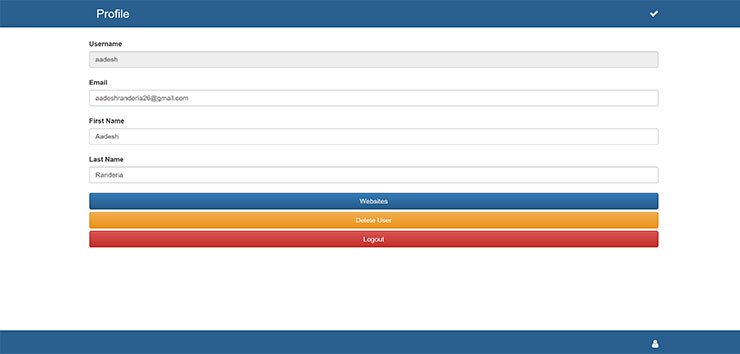 Profile
Username
aadesh
Email
aadeshranderia26@gmail.com
First Name
Aadesh
Last Name
Randeria
Websites
Delete User
Logout